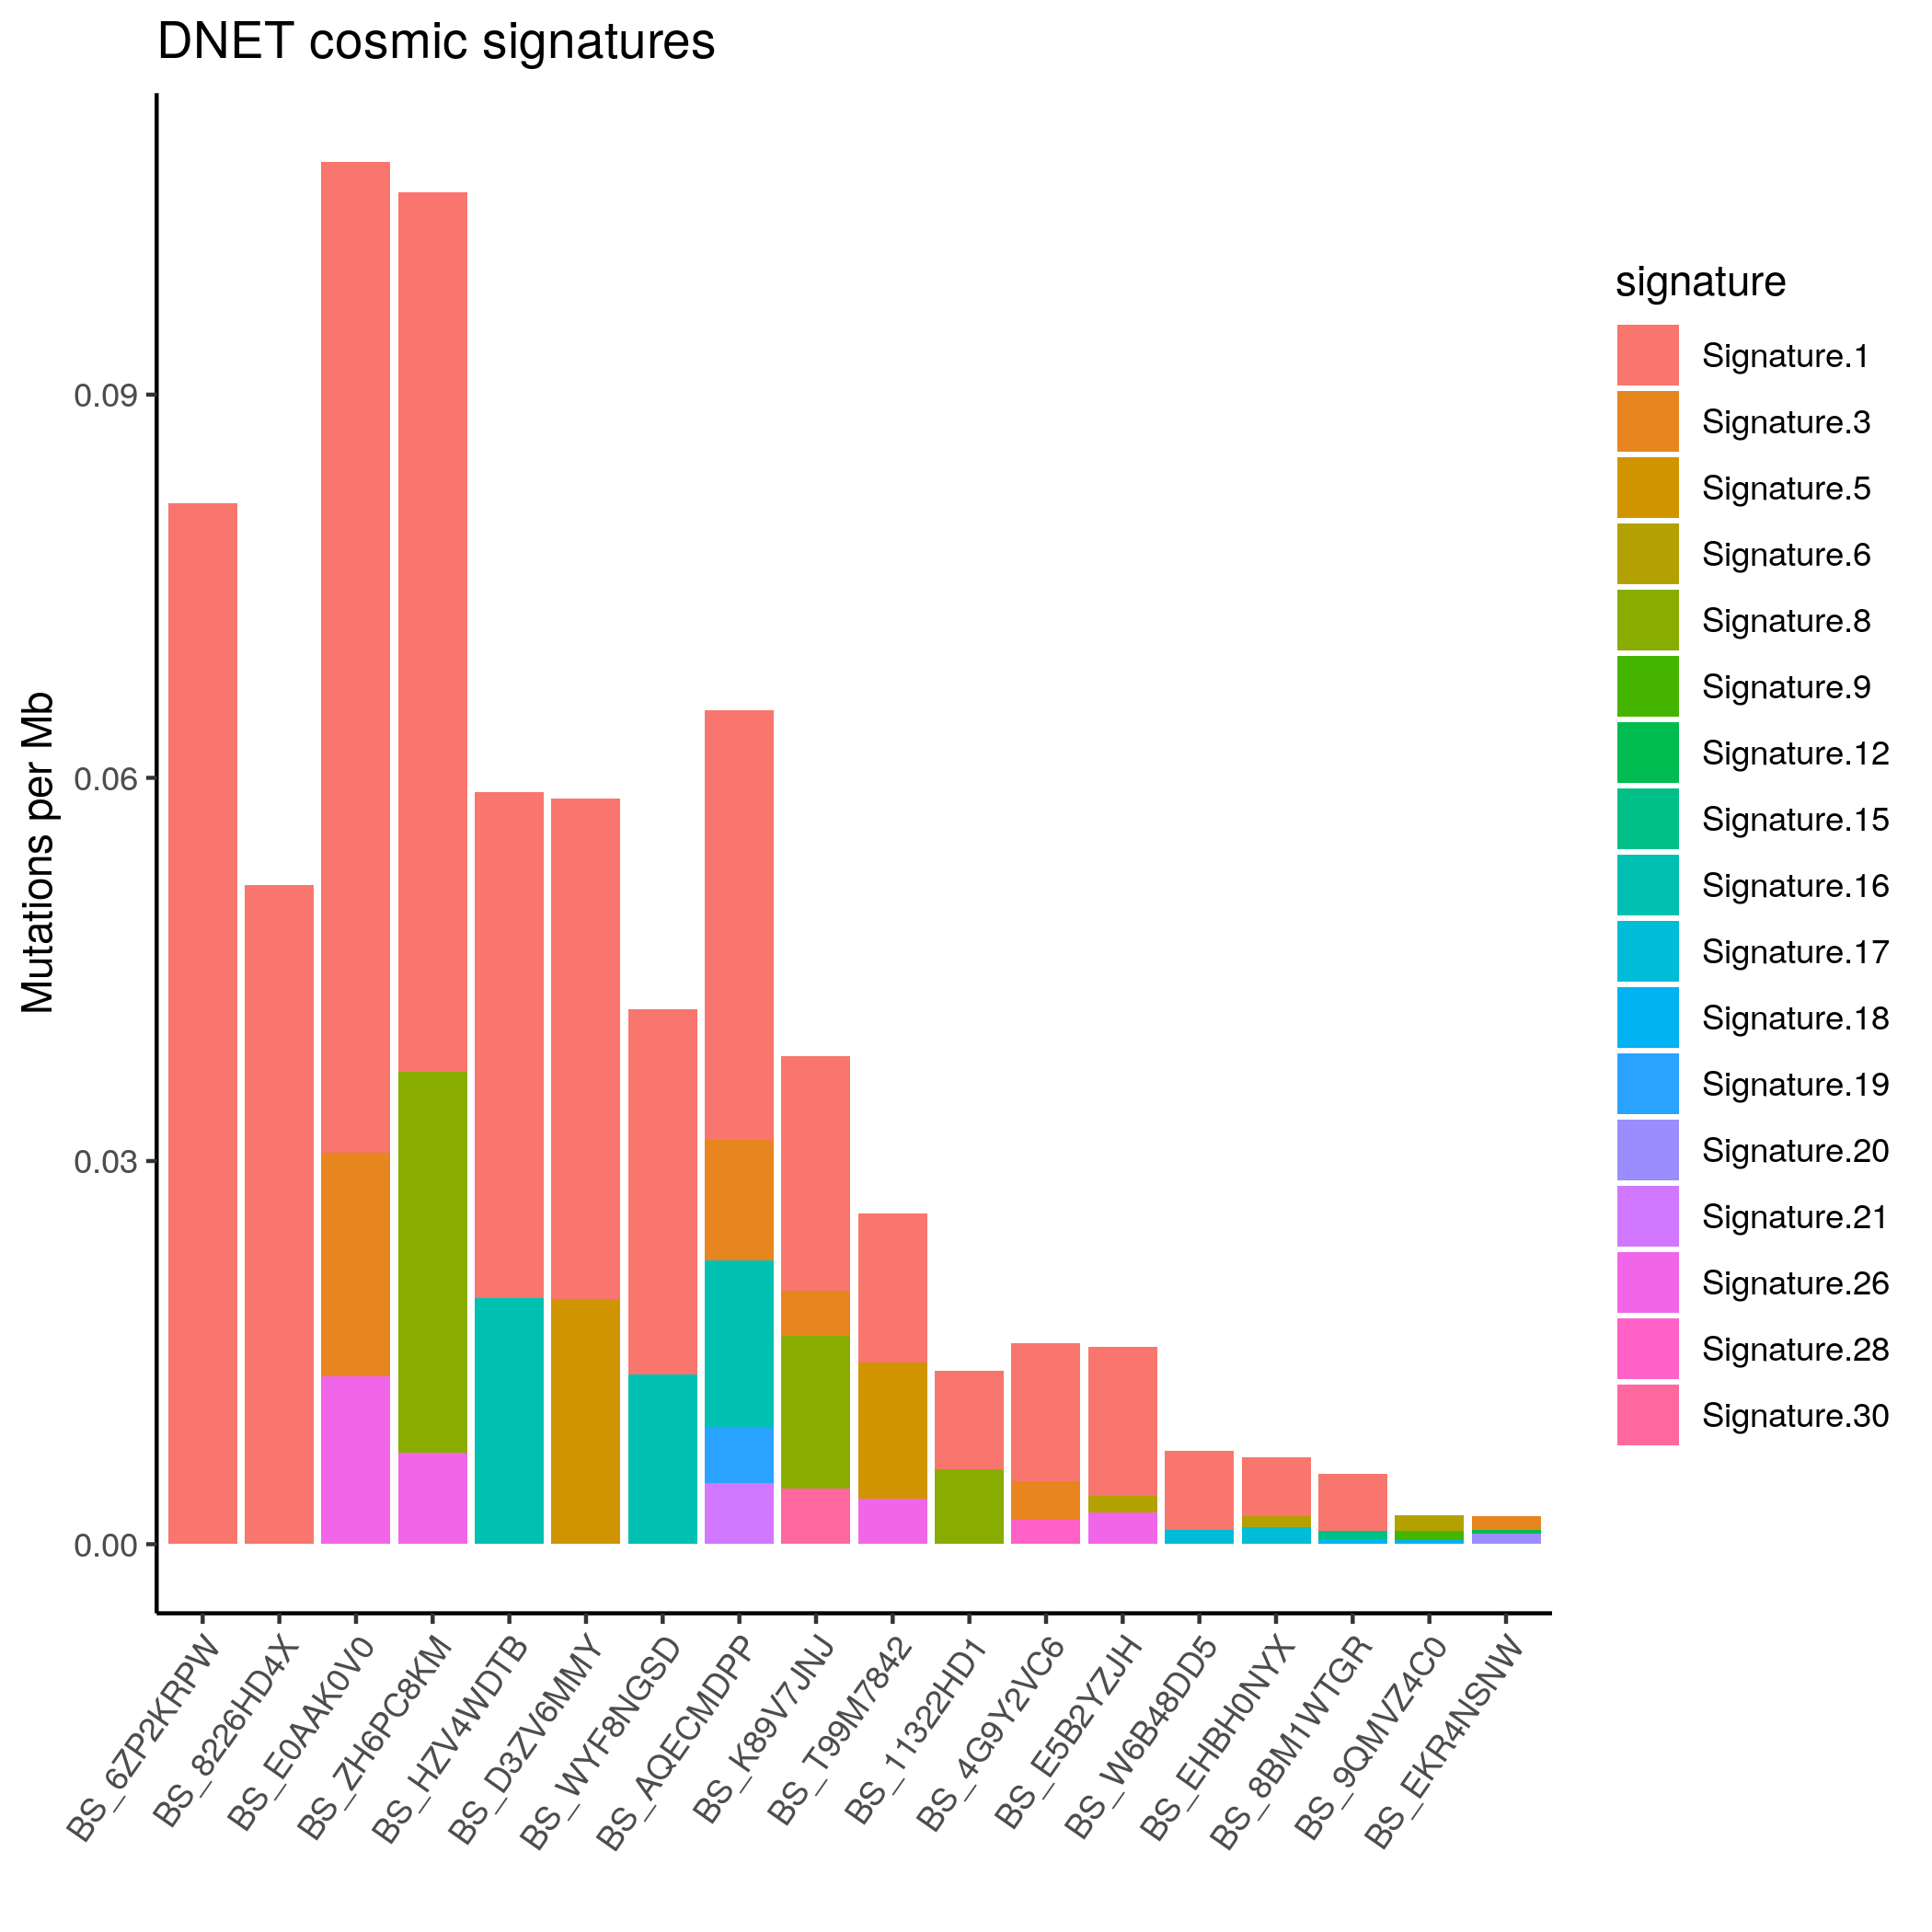 DNET cosmic signatures
Mutations per Mb
0.09
0.06
0.03
0.00
BS_6ZP2KRPW
BS_8226HD4X
BS_E0AAK0V0
BS_ZH6PC8KM
BS_HZV4WDTB
BS_D3ZV6MMY
BS_WYF8NGSD
BS_AQECMDPP
BS_K89V7JNJ
BS_T99M7842
BS_11322HD1
BS_4G9Y2VC6
BS_E5B2YZJH
BS_W6B48DD5
BS_EHBH0NYX
BS_8BM1WTGR
BS_9QMVZ4C0
BS_EKR4NSNW
signature
Signature.1
Signature.3
Signature.5
Signature.6
Signature.8
Signature.9
Signature.12
Signature.15
Signature.16
Signature.17
Signature.18
Signature.19
Signature.20
Signature.21
Signature.26
Signature.28
Signature.30